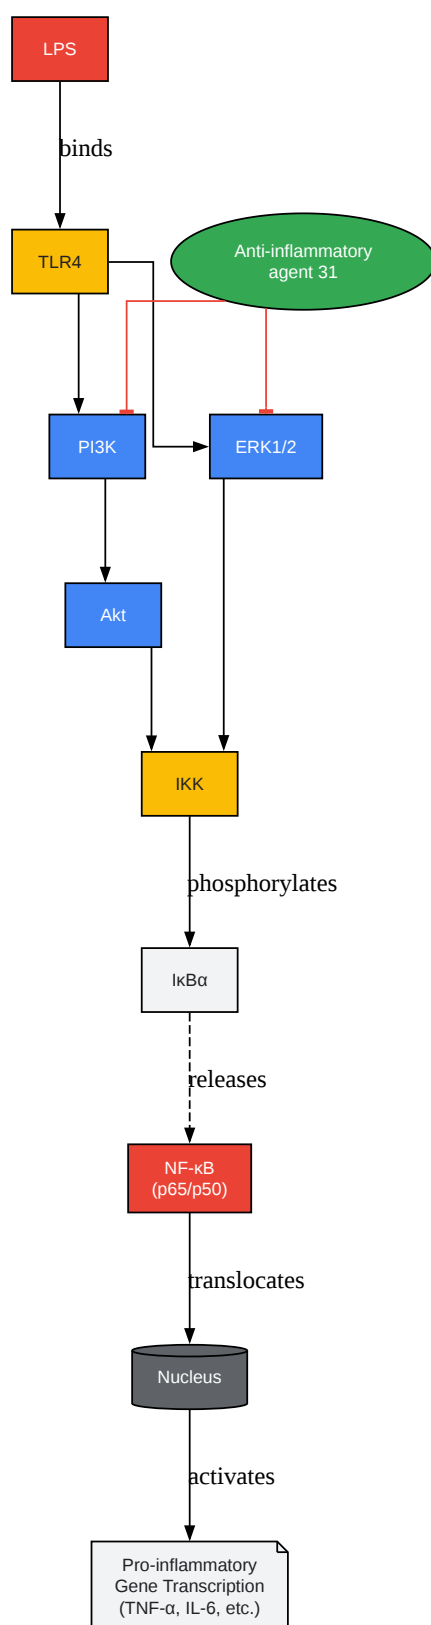 LPS
binds
TLR4
Anti-inflammatory
agent 31
PI3K
ERK1/2
Akt
IKK
phosphorylates
IκBα
releases
NF-κB
(p65/p50)
translocates
Nucleus
activates
Pro-inflammatory
Gene Transcription
(TNF-α, IL-6, etc.)